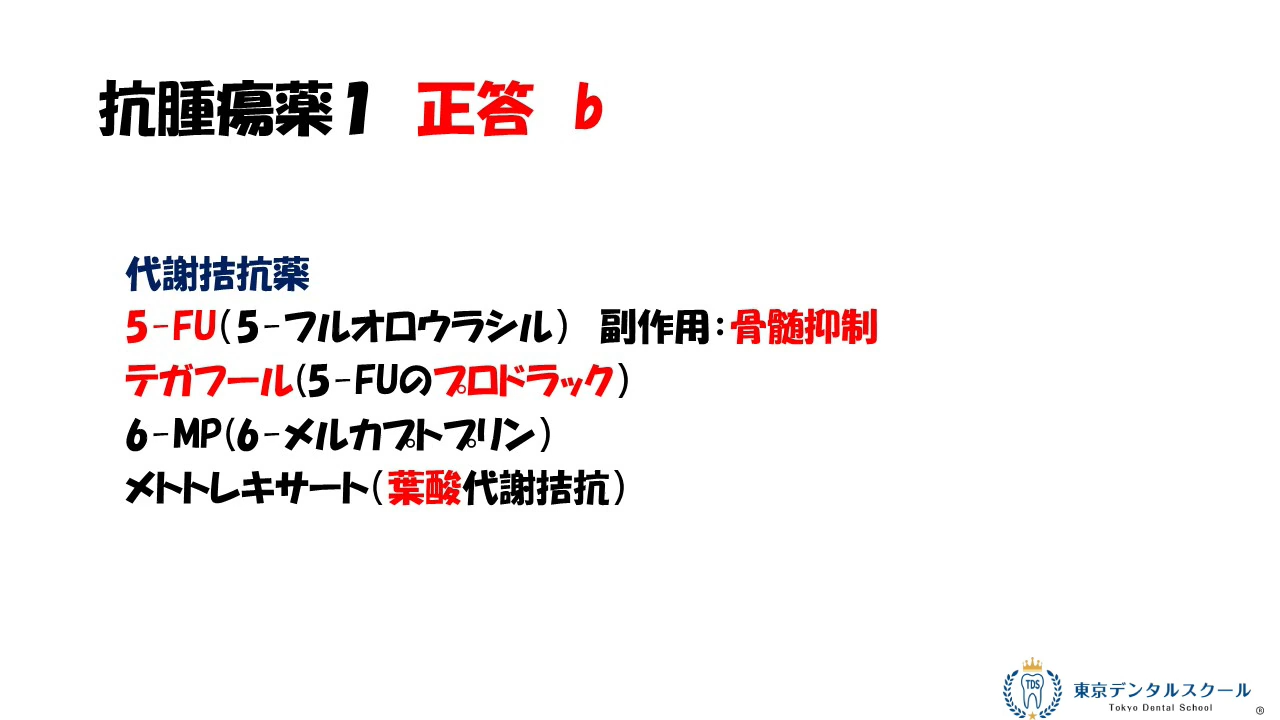 抗腫瘍薬1 正答 b
代謝拮抗薬
5-FU(5-フルオロウラシル) 副作用:骨髄抑制
テガフール(5-FUのプロドラック)
6-MP(6-メルカプトプリン)
メトトレキサート(葉酸代謝拮抗)
TDS
東京デンタルスクール
Tokyo Dental School
®